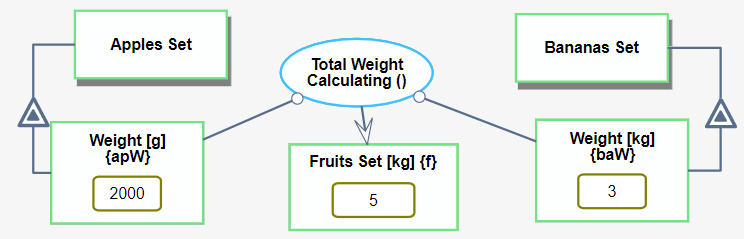 Apples Set
Total Weight
Calculating ()
Bananas Set
Weight [g]
{apW}
2000
Fruits Set [kg] {f}
5
Weight [kg]
{baW}
3